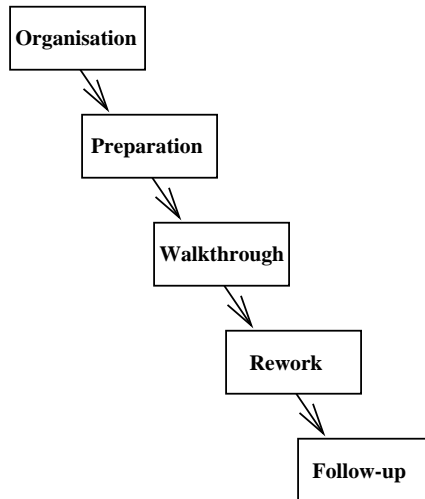 Organisation
Preparation
Walkthrough
Rework
Follow-up